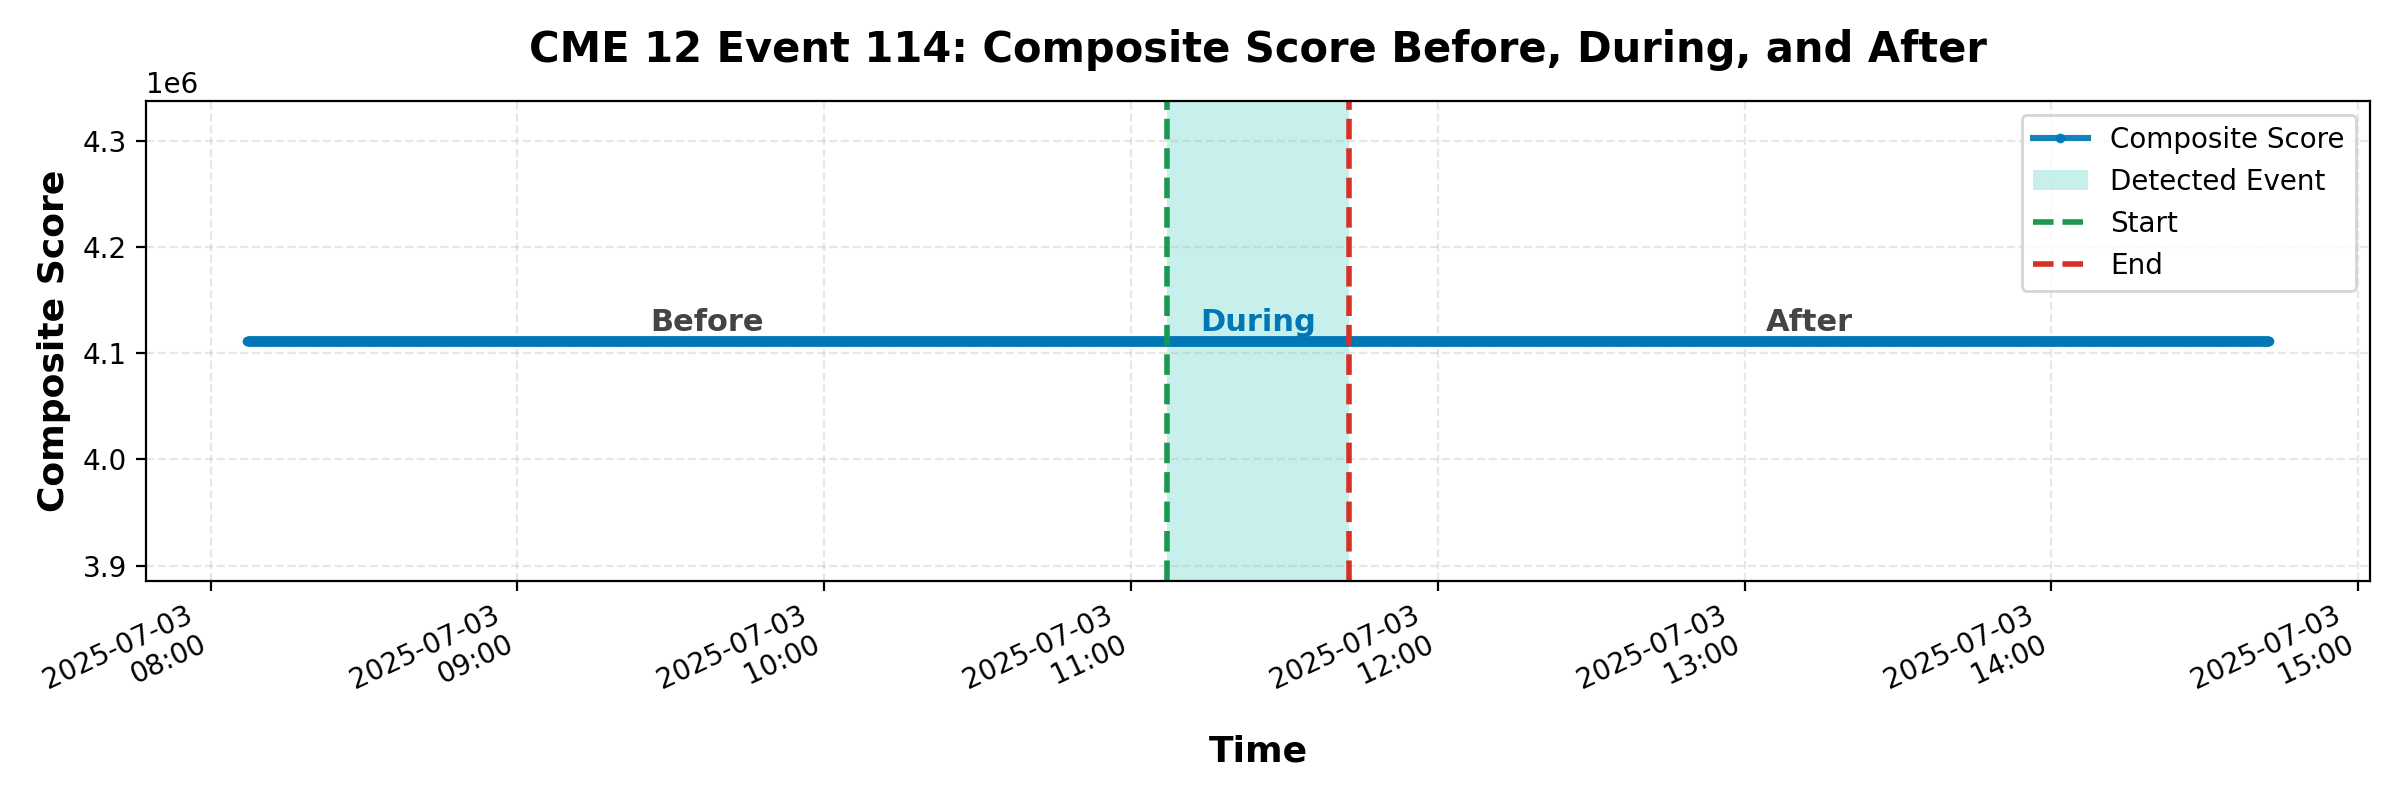 CME 12 Event 114: Composite Score Before, During, and After
1e6
4.3
4.2
4.1
4.0
3.9
Composite Score
Before
During
After
Composite Score
Detected Event
Start
End
2025-07-03
08:00
2025-07-03
09:00
2025-07-03
10:00
2025-07-03
11:00
2025-07-03
12:00
2025-07-03
13:00
2025-07-03
14:00
2025-07-03
15:00
Time